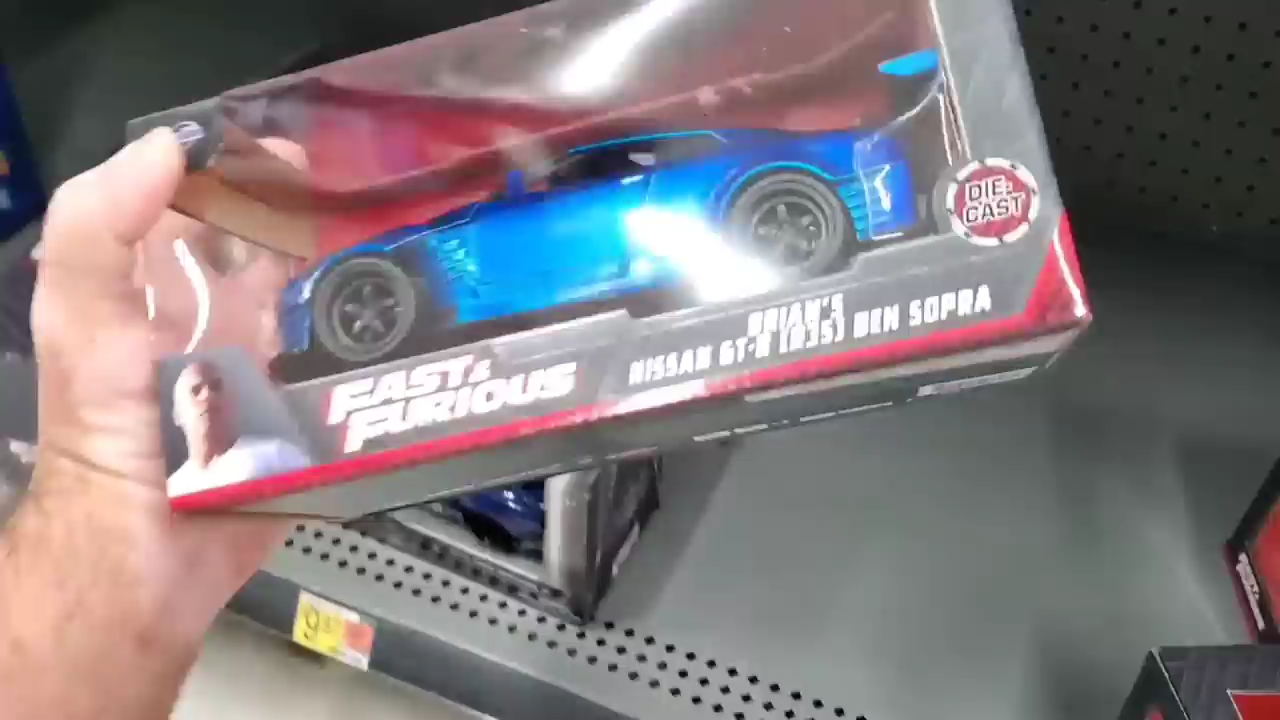 DIE-
CAST
BRIAN'S
NISSAN GT-R (R35) BEN SOPRA
FAST &
FURIOUS